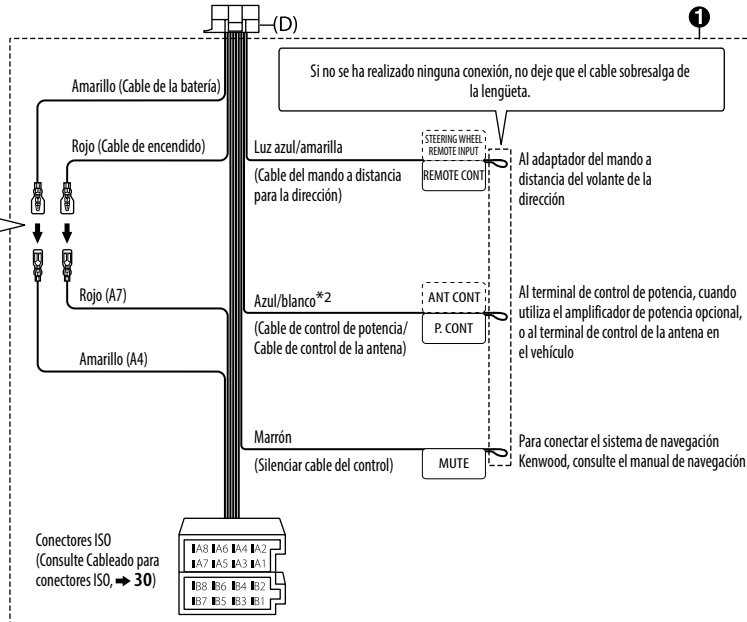 (D)
❶
Si no se ha realizado ninguna conexión, no deje que el cable sobresalga de
la lengüeta.
Amarillo (Cable de la batería)
Rojo (Cable de encendido)
Luz azul/amarilla
(Cable del mando a distancia
para la dirección)
STEERING WHEEL
REMOTE INPUT
REMOTE CONT
Al adaptador del mando a
distancia del volante de la
dirección
Rojo (A7)
Amarillo (A4)
Azul/blanco*2
(Cable de control de potencia/
Cable de control de la antena)
ANT CONT
P. CONT
Al terminal de control de potencia, cuando
utiliza el amplificador de potencia opcional,
o al terminal de control de la antena en
el vehículo
Marrón
(Silenciar cable del control)
MUTE
Para conectar el sistema de navegación
Kenwood, consulte el manual de navegación
Conectores ISO
(Consulte Cableado para
conectores ISO, ➡ 30)
A8 A6 A4 A2
A7 A5 A3 A1
B8 B6 B4 B2
B7 B5 B3 B1